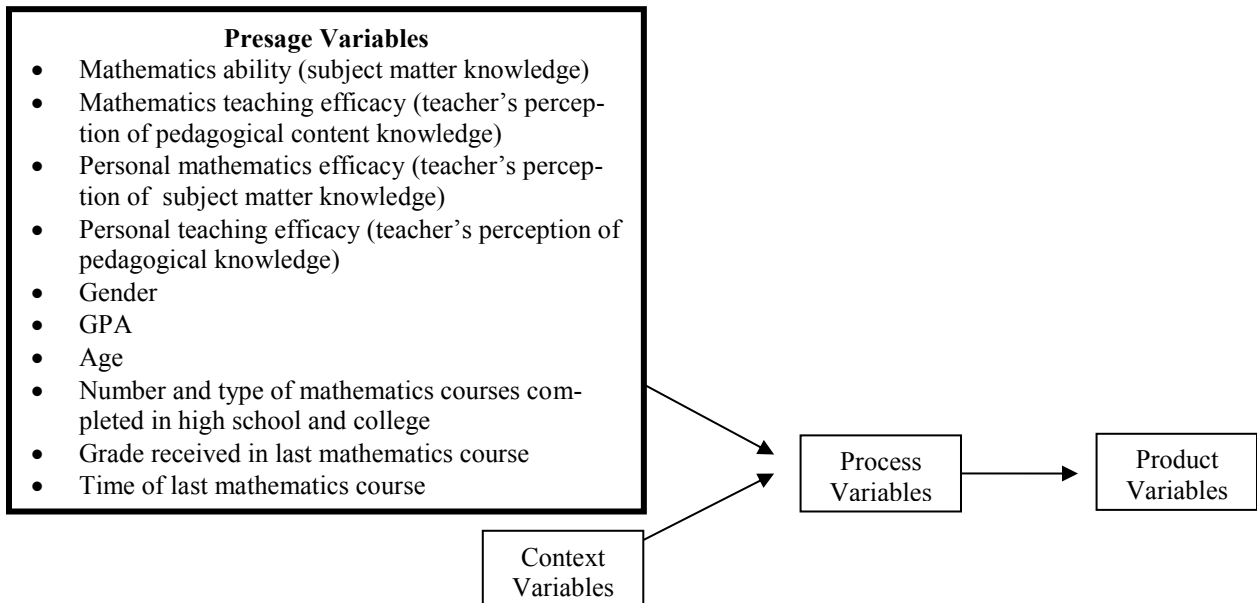 Presage Variables
• Mathematics ability (subject matter knowledge)
• Mathematics teaching efficacy (teacher’s percep-
tion of pedagogical content knowledge)
• Personal mathematics efficacy (teacher’s percep-
tion of subject matter knowledge)
• Personal teaching efficacy (teacher’s perception of
pedagogical knowledge)
• Gender
• GPA
• Age
• Number and type of mathematics courses com-
pleted in high school and college
• Grade received in last mathematics course
• Time of last mathematics course
Process
Variables
Product
Variables
Context
Variables